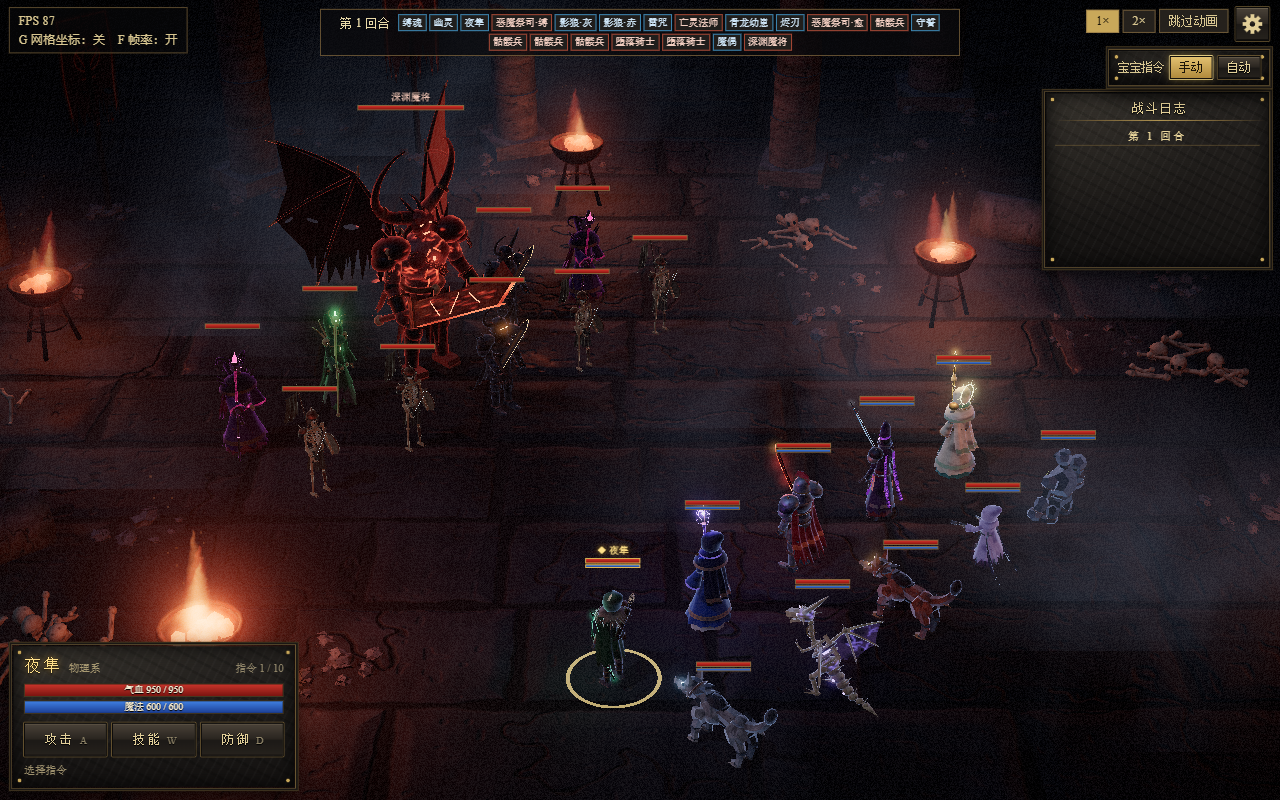 FPS 87
G 网格坐标：关 F 帧率：开
第 1 回合 缚魂 幽灵 夜隼 恶魔祭司·缚 影狼·灰 影狼·赤 雷咒 亡灵法师 骨龙幼崽 烬刃 恶魔祭司·愈 骷髅兵 守誓
骷髅兵 骷髅兵 骷髅兵 堕落骑士 堕落骑士 魔偶 深渊魔将
1× 2× 跳过动画
宝宝指令 手动 自动
战斗日志
第 1 回合
深渊魔将
◆ 夜隼
夜隼 物理系 指令 1 / 10
气血 950 / 950
魔法 600 / 600
攻击 A 技能 W 防御 D
选择指令